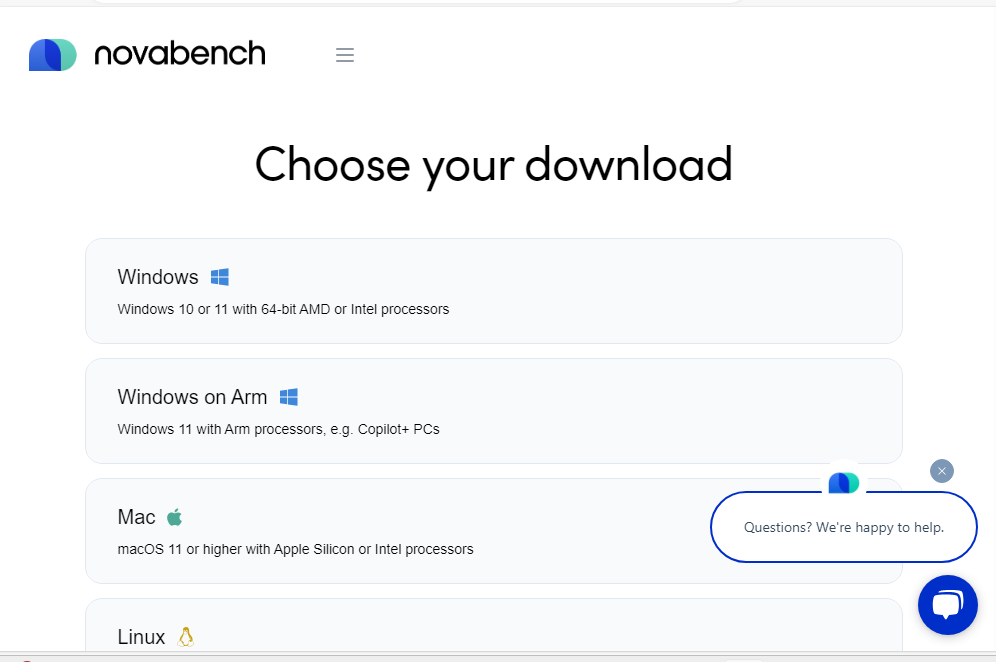 novabench
Choose your download
Windows
Windows 10 or 11 with 64-bit AMD or Intel processors
Windows on Arm
Windows 11 with Arm processors, e.g. Copilot+ PCs
Mac
macOS 11 or higher with Apple Silicon or Intel processors
Questions? We're happy to help.
Linux